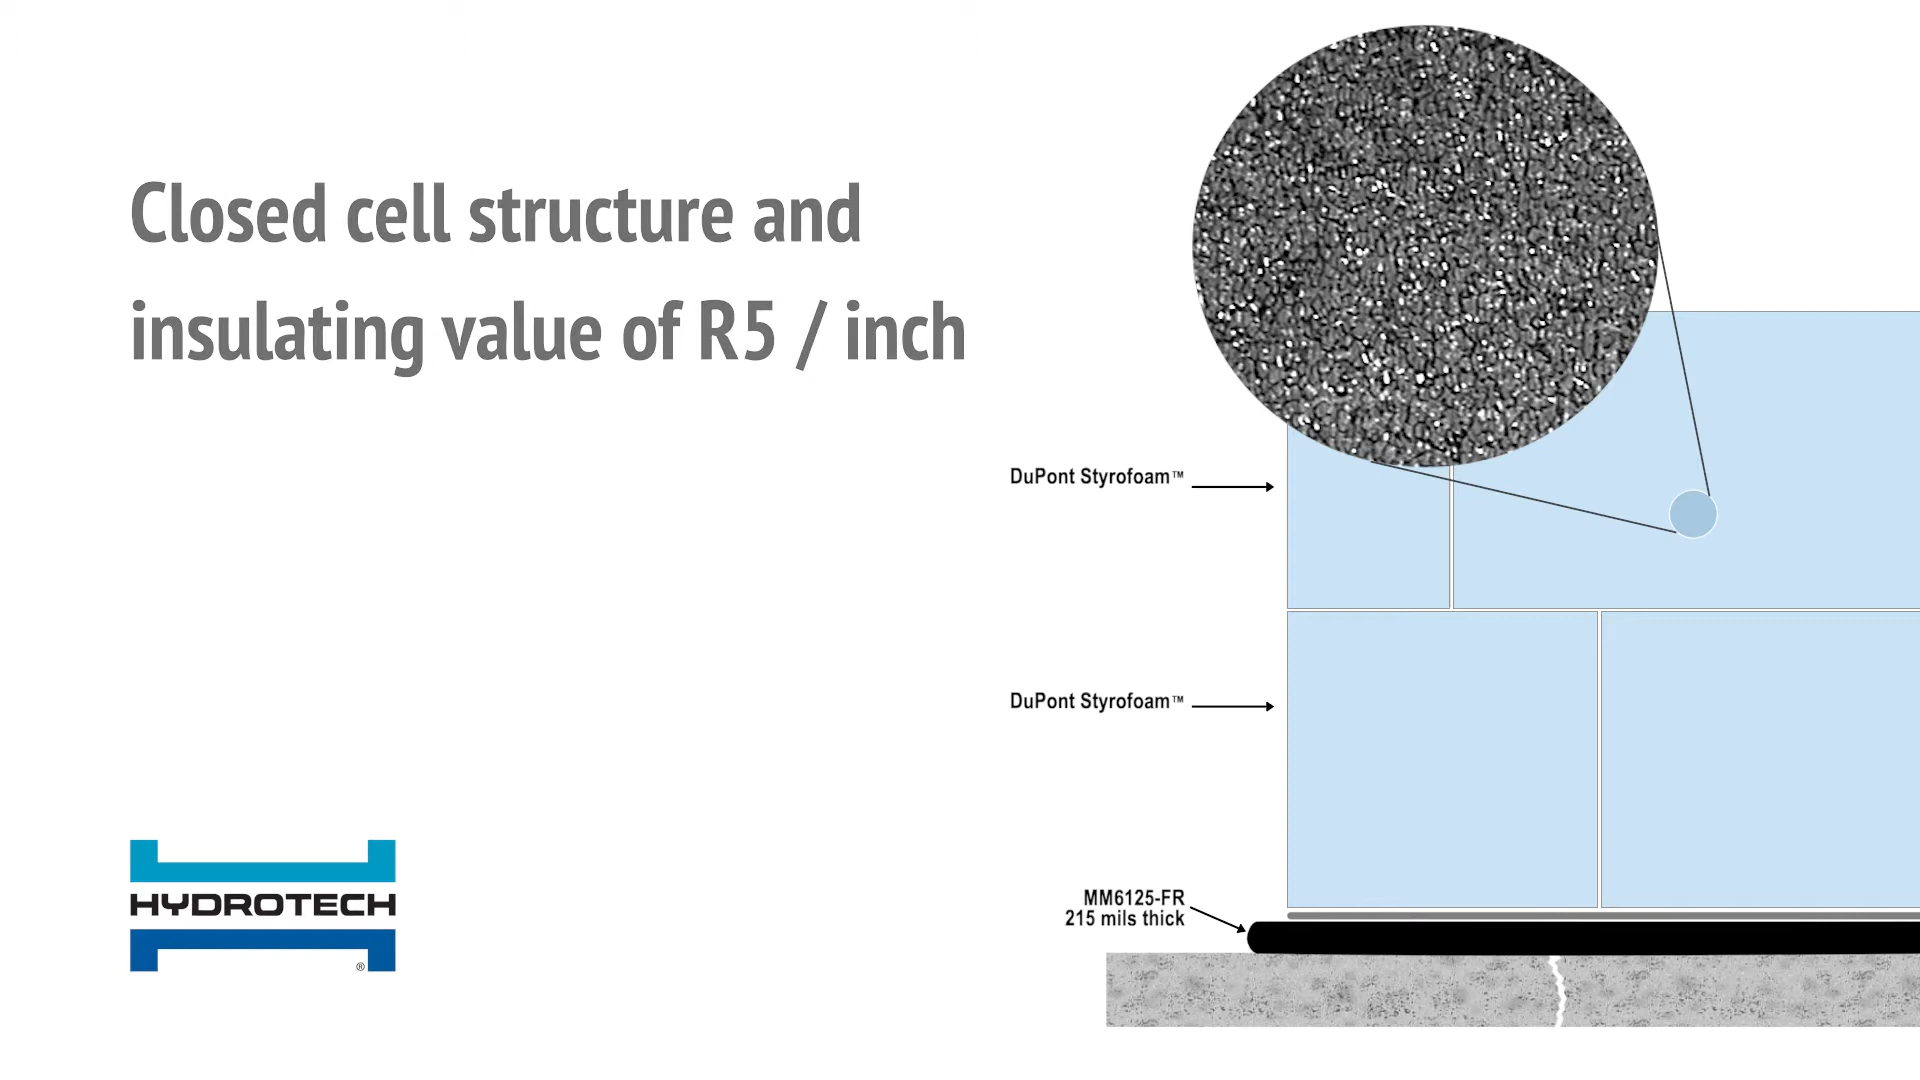 Closed cell structure and
insulating value of R5 / inch
DuPont Styrofoam™
DuPont Styrofoam™
MM6125-FR
215 mils thick
HYDROTECH
®